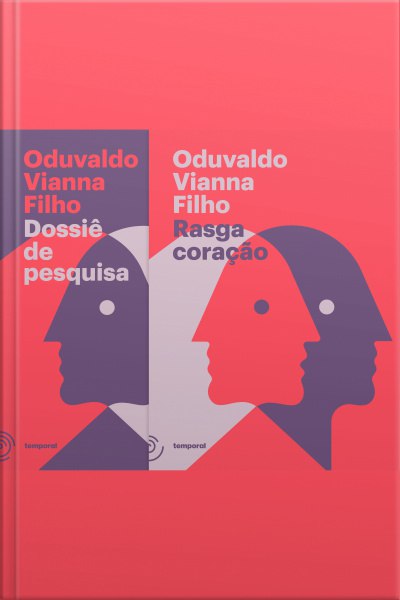 Oduvaldo
Vianna
Filho
Dossiê
de
pesquisa
temporal
Oduvaldo
Vianna
Filho
Rasga
coração
temporal